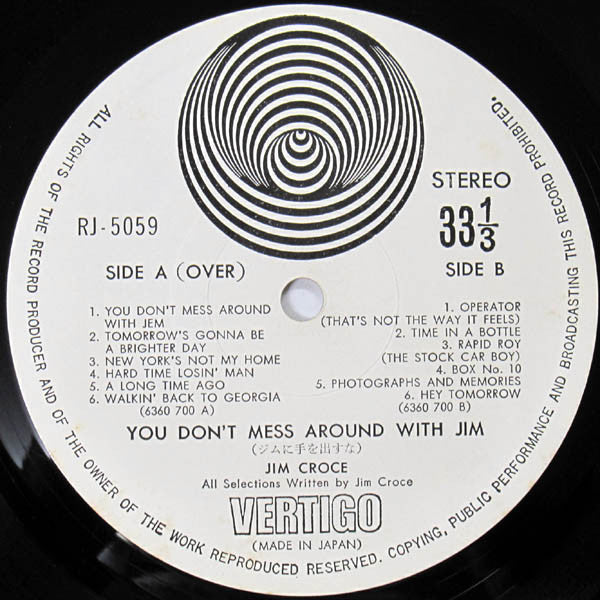 ALL RIGHTS OF THE RECORD PRODUCER AND OF THE OWNER OF THE WORK REPRODUCED RESERVED. COPYING, PUBLIC PERFORMANCE AND BROADCASTING THIS RECORD PROHIBITED.
RJ-5059
STEREO
33 1/3
SIDE A (OVER)
1. YOU DON'T MESS AROUND
WITH JEM
2. TOMORROW'S GONNA BE
A BRIGHTER DAY
3. NEW YORK'S NOT MY HOME
4. HARD TIME LOSIN' MAN
5. A LONG TIME AGO
6. WALKIN' BACK TO GEORGIA
(6360 700 A)
SIDE B
1. OPERATOR
(THAT'S NOT THE WAY IT FEELS)
2. TIME IN A BOTTLE
3. RAPID ROY
(THE STOCK CAR BOY)
4. BOX No. 10
5. PHOTOGRAPHS AND MEMORIES
6. HEY TOMORROW
(6360 700 B)
YOU DON'T MESS AROUND WITH JIM
(ジムに手を出すな)
JIM CROCE
All Selections Written by Jim Croce
VERTIGO
(MADE IN JAPAN)